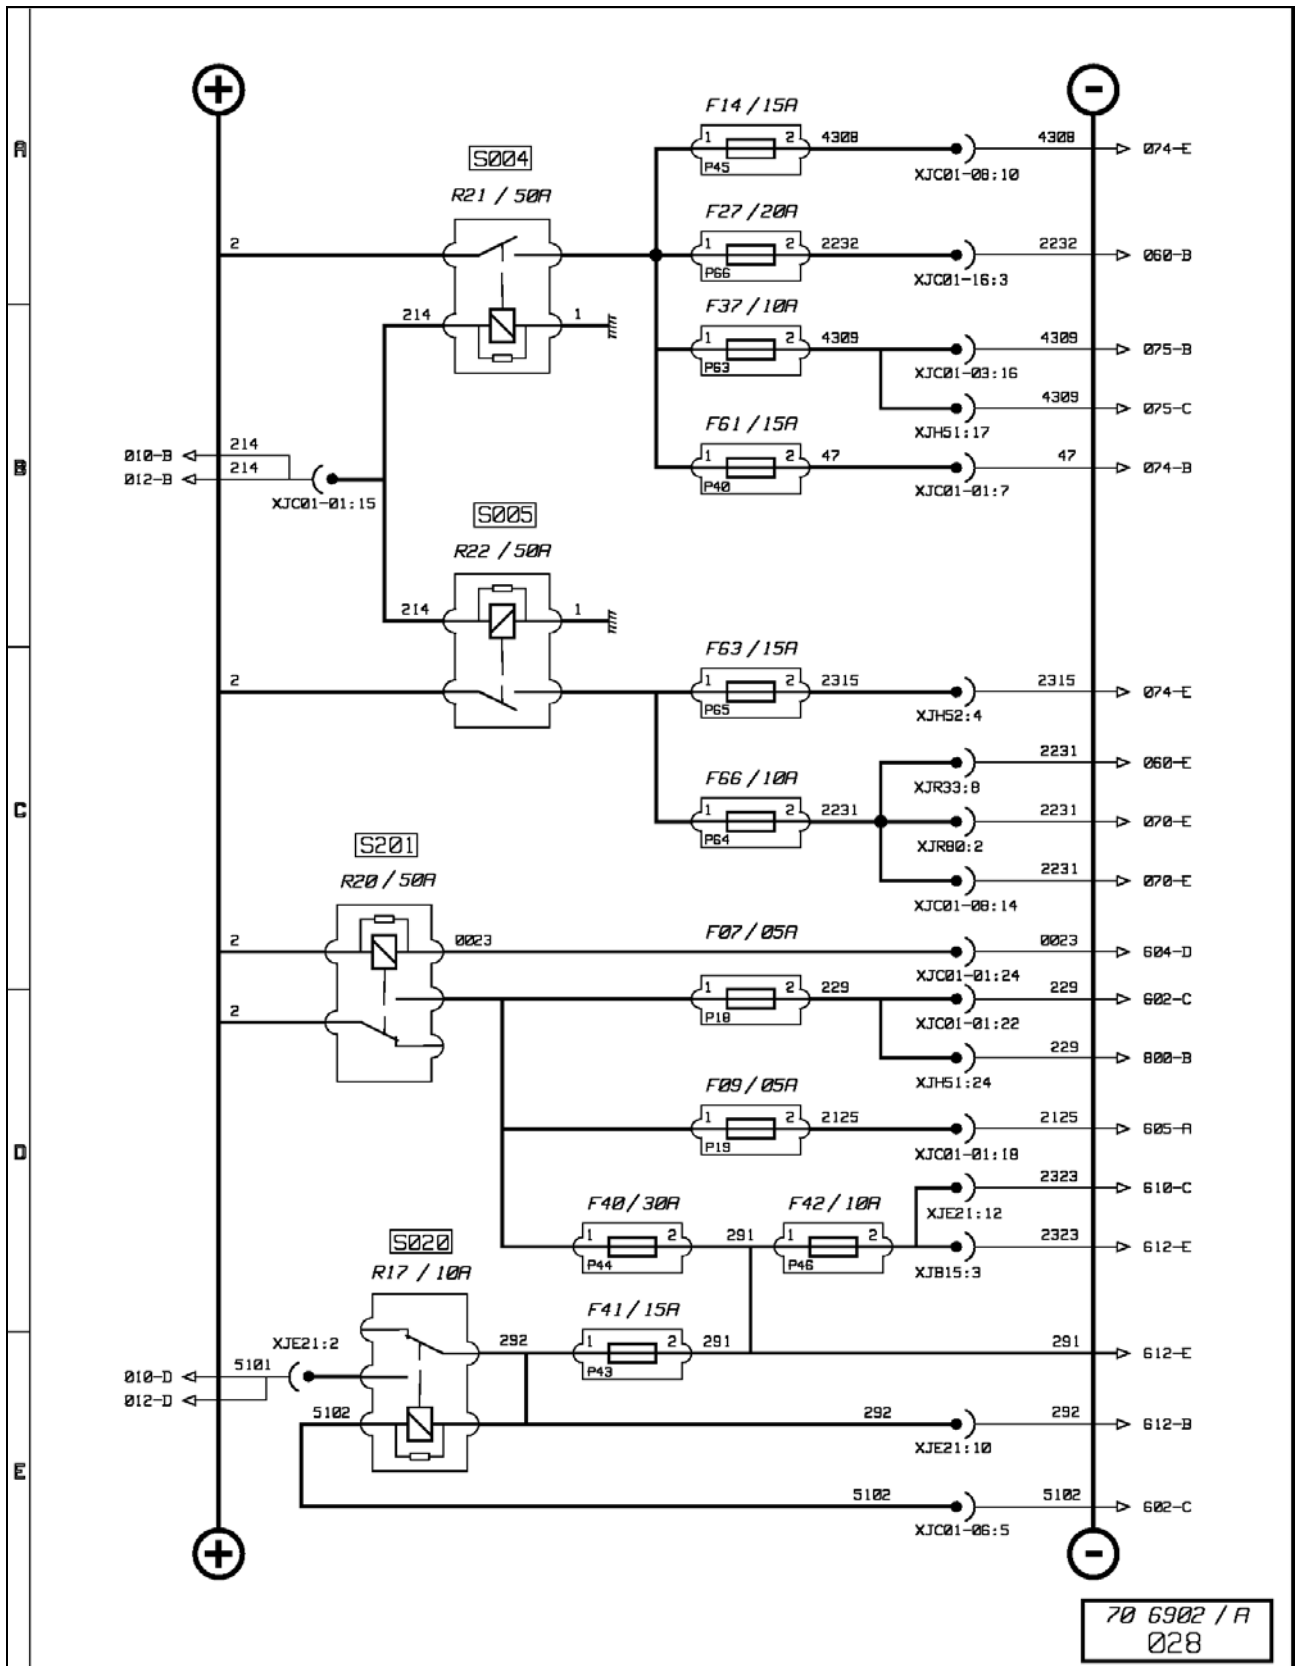 + -
F14/15A
A
1 2 4308 4308 074-E
S004
P45
XJC01-08:10
R21/50A
F27/20A
2
1 2 2232 2232 060-B
P66
XJC01-16:3
F37/10A
214 1
1 2 4309 4309 075-B
P63
XJC01-03:16
4309 075-C
F61/15A
XJH51:17
010-B 214
1 2 47 47 074-B
B
012-B 214
P40
XJC01-01:7
XJC01-01:15
S005
R22/50A
214 1
F63/15A
2
1 2 2315 2315 074-E
P65
XJH52:4
2231 060-E
F66/10A
XJR33:8
C
1 2 2231 2231 070-E
P64
XJR80:2
S201
R20/50A
2231 070-E
XJC01-08:14
F07/05A
2 0023 0023 604-D
XJC01-01:24
1 2 229 229 602-C
P18
XJC01-01:22
2
229 800-B
XJH51:24
F09/05A
1 2 2125 2125 605-A
D
P19
XJC01-01:18
2323 610-C
F40/30A F42/10A
XJE21:12
S020
1 2 291 1 2 2323 612-E
P44 P46
XJB15:3
R17/10A
F41/15A
XJE21:2
292 1 2 291 291 612-E
P43
010-D 5101
012-D
5102 292 292 612-B
XJE21:10
E
5102 5102 602-C
XJC01-06:5
+ -
70 6902/A
028